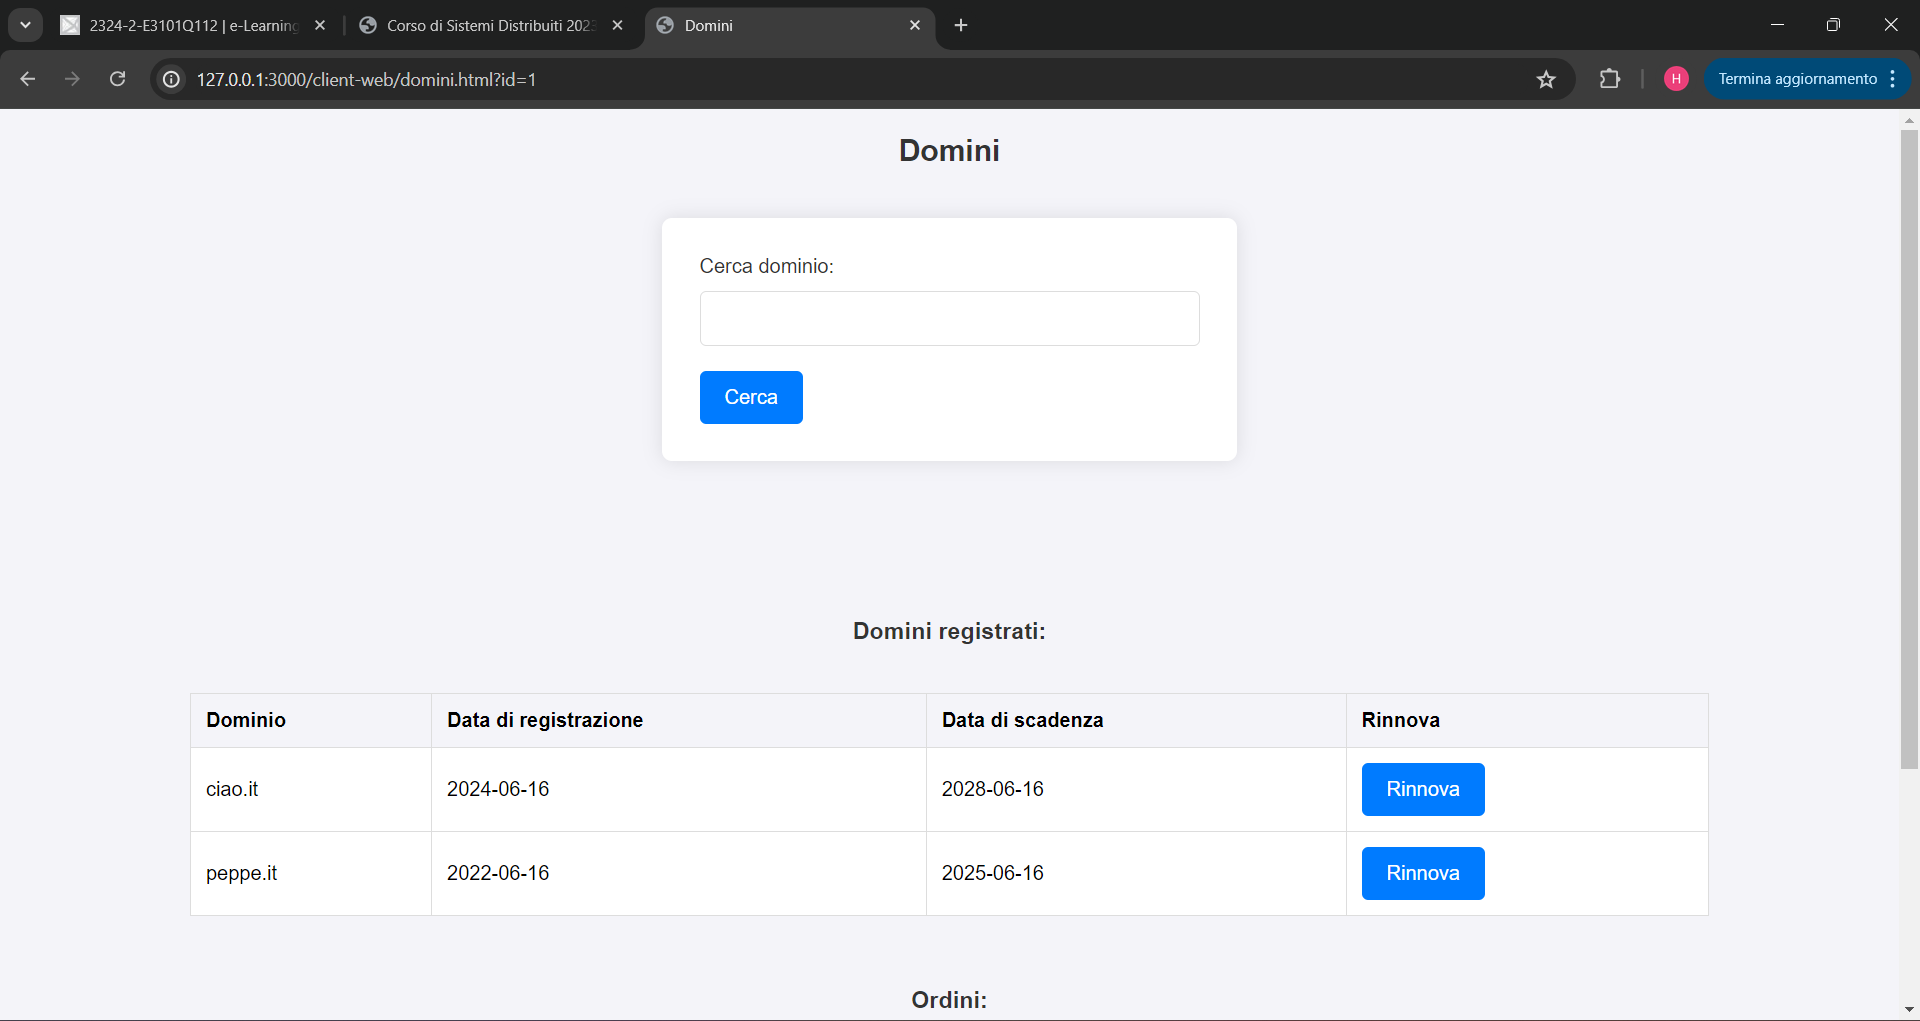 2324-2-E3101Q112 | e-Learning
Corso di Sistemi Distribuiti 202
Domini
127.0.0.1:3000/client-web/domini.html?id=1
H
Termina aggiornamento
Domini
Cerca dominio:
Cerca
Domini registrati:
Dominio Data di registrazione Data di scadenza Rinnova
ciao.it 2024-06-16 2028-06-16 Rinnova
peppe.it 2022-06-16 2025-06-16 Rinnova
Ordini: